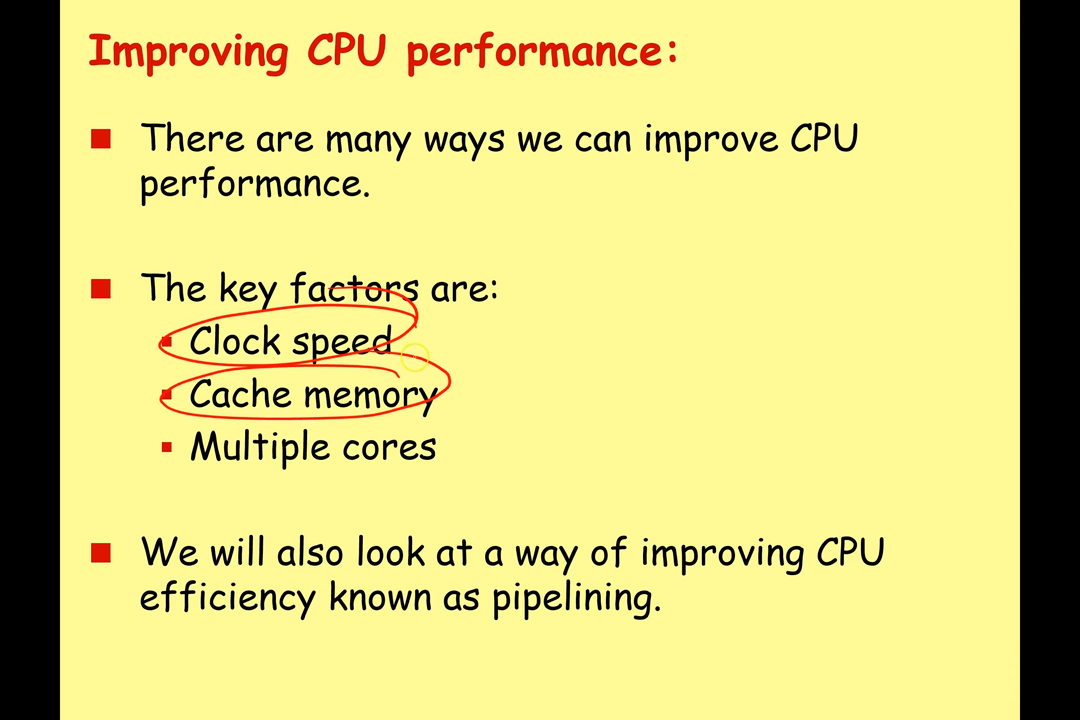 Improving CPU performance:
There are many ways we can improve CPU
performance.
The key factors are:
Clock speed
Cache memory
Multiple cores
We will also look at a way of improving CPU
efficiency known as pipelining.